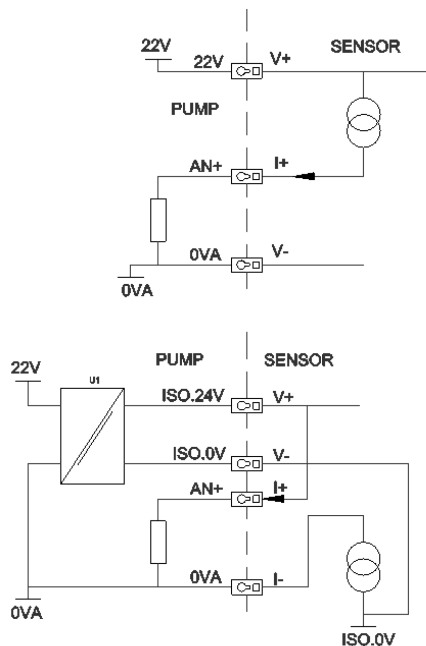 SENSOR
22V 22V V+
PUMP
AN+ I+
0VA V-
0VA
PUMP SENSOR
22V U1
ISO.24V V+
ISO.0V V-
AN+ I+
0VA I-
0VA
ISO.0V